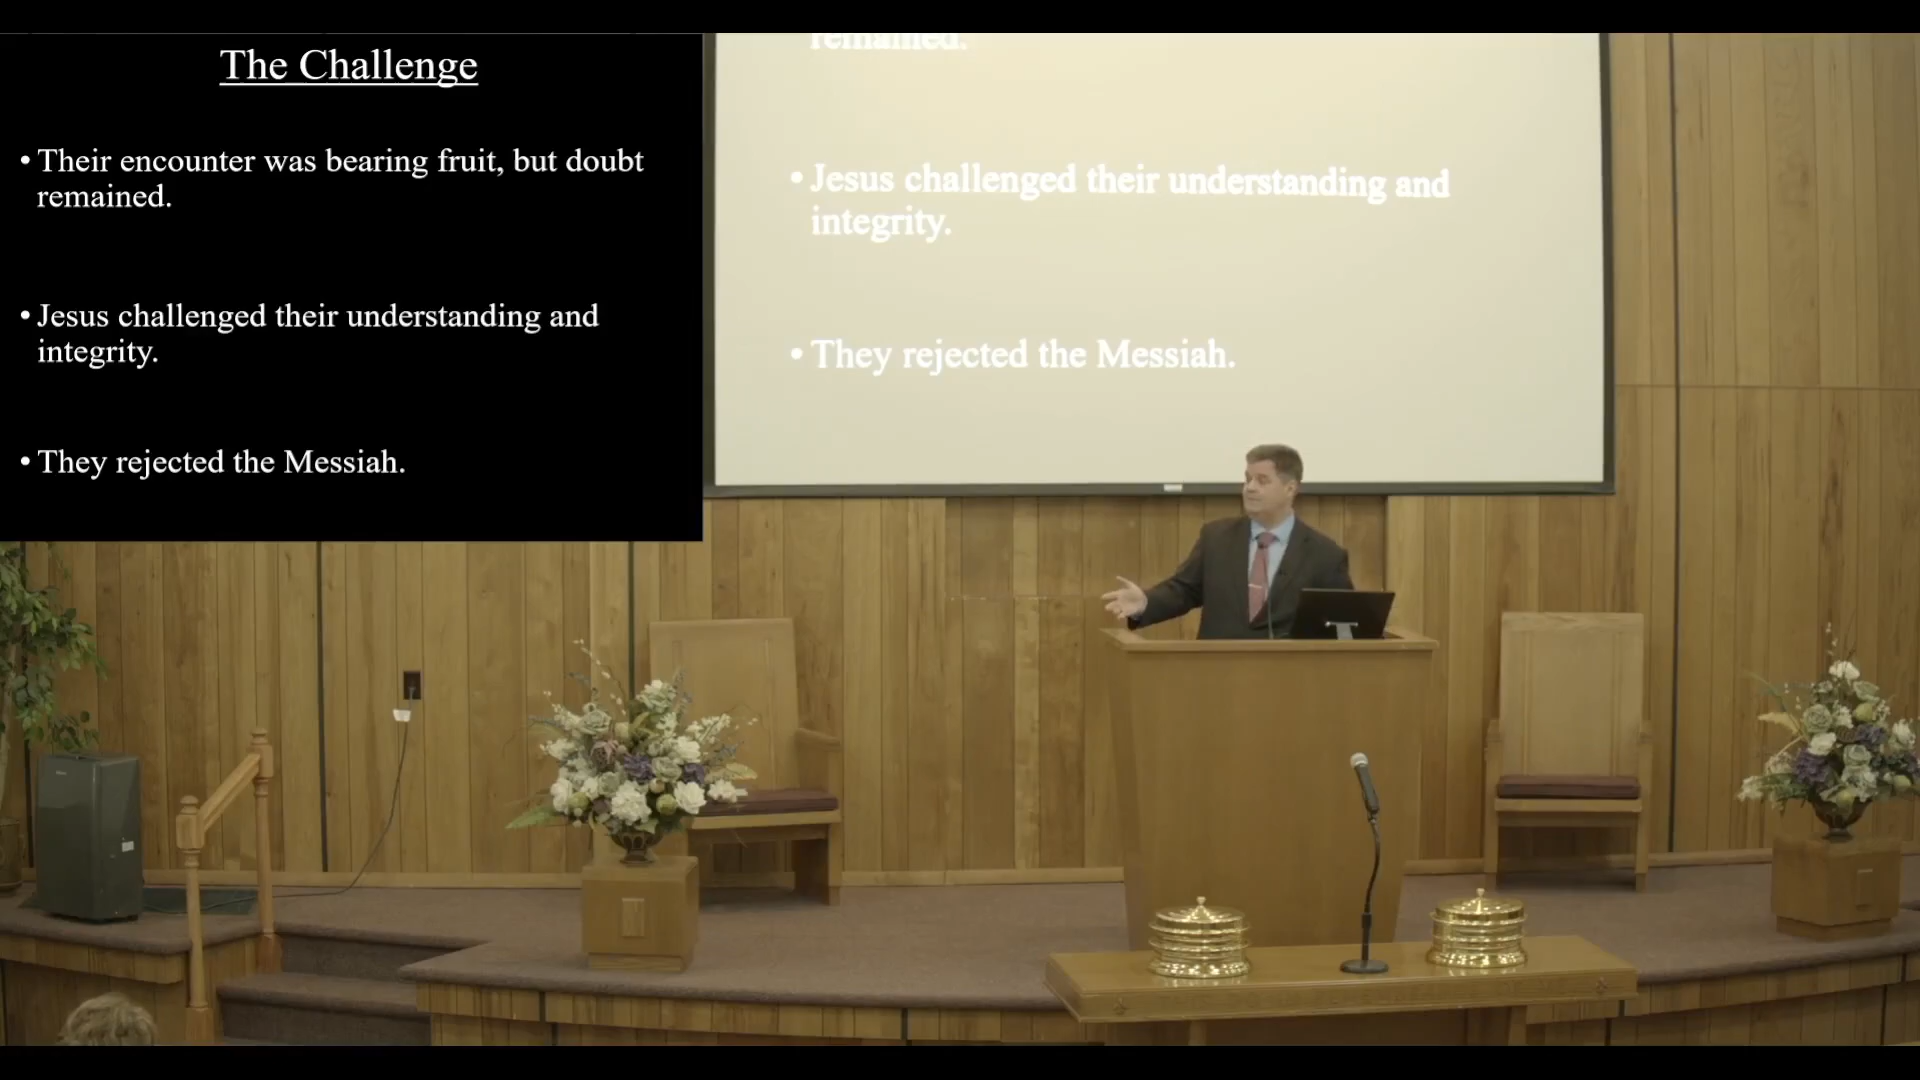 The Challenge
• Their encounter was bearing fruit, but doubt
remained.
• Jesus challenged their understanding and
integrity.
• They rejected the Messiah.
remained.
• Jesus challenged their understanding and
integrity.
• They rejected the Messiah.